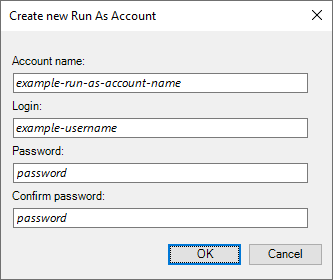 Create new Run As Account
Account name:
example-run-as-account-name
Login:
example-username
Password:
password
Confirm password:
password
OK Cancel